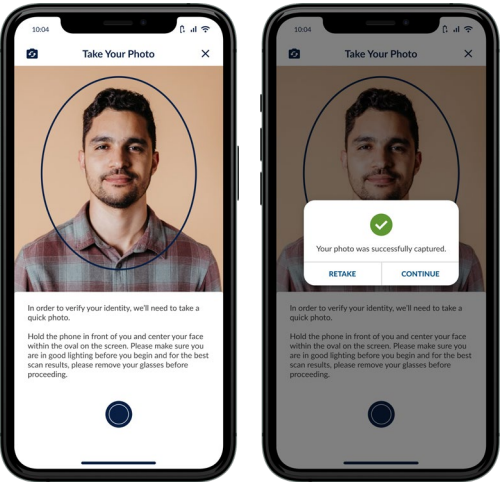 10:04
Take Your Photo
In order to verify your identity, we'll need to take a
quick photo.
Hold the phone in front of you and center your face
within the oval on the screen. Please make sure you
are in good lighting before you begin and for the best
scan results, please remove your glasses before
proceeding.
10:04
Take Your Photo
Your photo was successfully captured.
RETAKE
CONTINUE
In order to verify your identity, we'll need to take a
quick photo.
Hold the phone in front of you and center your face
within the oval on the screen. Please make sure you
are in good lighting before you begin and for the best
scan results, please remove your glasses before
proceeding.